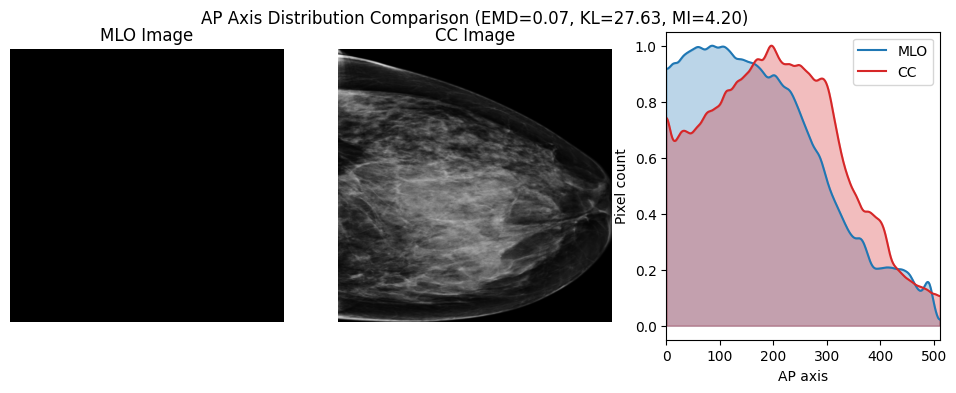 AP Axis Distribution Comparison (EMD=0.07, KL=27.63, MI=4.20)
MLO Image
CC Image
MLO
CC
Pixel count
1.0
0.8
0.6
0.4
0.2
0.0
0 100 200 300 400 500
AP axis